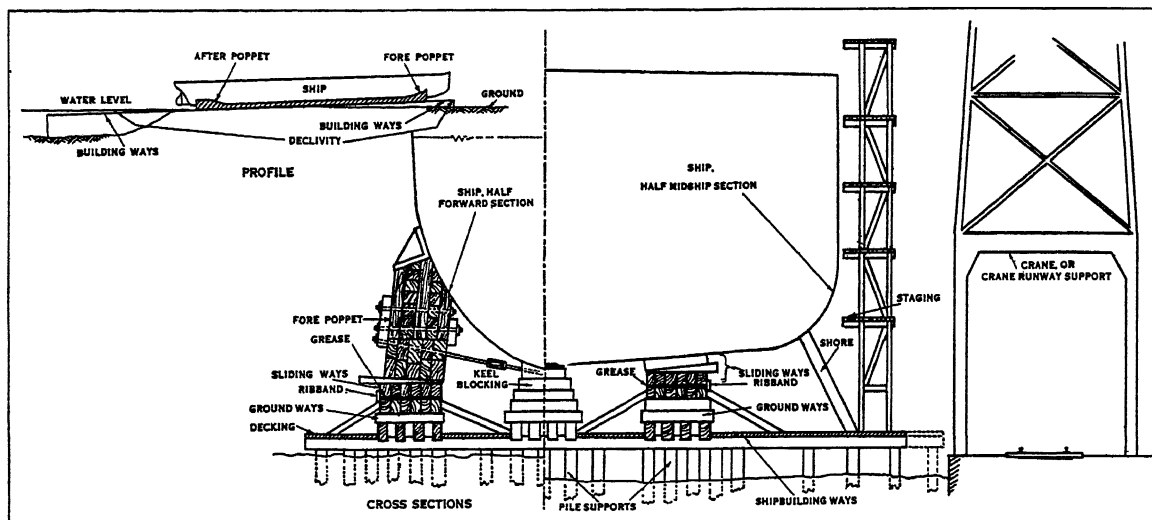 AFTER POPPET
FORE POPPET
SHIP
WATER LEVEL
GROUND
BUILDING WAYS
DECLIVITY
BUILDING WAYS
PROFILE
SHIP, HALF
FORWARD SECTION
SHIP,
HALF MIDSHIP SECTION
CRANE, OR
CRANE RUNWAY SUPPORT
STAGING
FORE POPPET
GREASE
SHORE
SLIDING WAYS
RIBBAND
GROUND WAYS
DECKING
KEEL
BLOCKING
GREASE
SLIDING WAYS
RIBBAND
GROUND WAYS
CROSS SECTIONS
PILE SUPPORTS
SHIPBUILDING WAYS